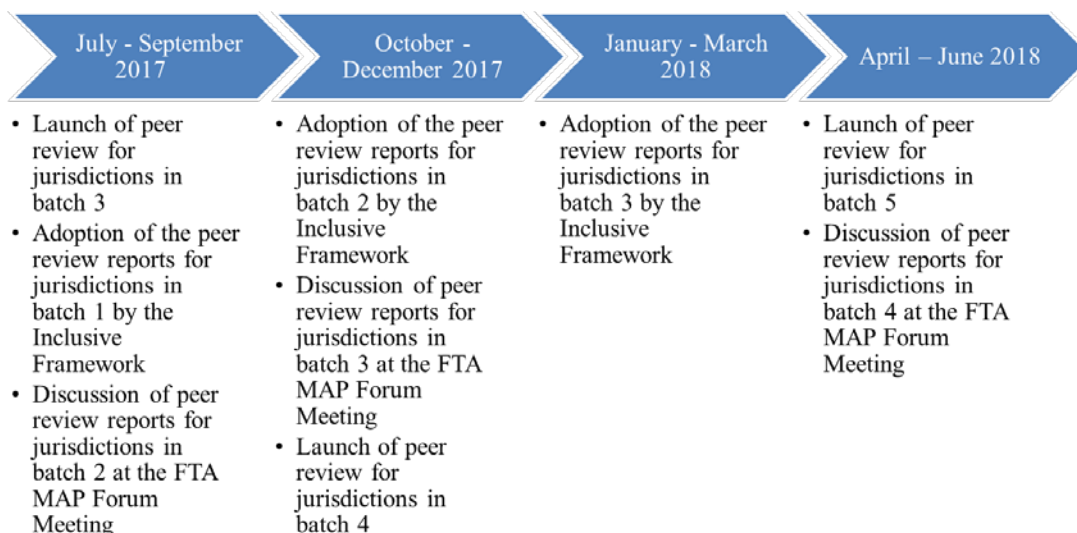 July - September
2017
October -
December 2017
January - March
2018
April – June 2018
• Launch of peer
review for
jurisdictions in
batch 3
• Adoption of the peer
review reports for
jurisdictions in
batch 1 by the
Inclusive
Framework
• Discussion of peer
review reports for
jurisdictions in
batch 2 at the FTA
MAP Forum
Meeting
• Adoption of the peer
review reports for
jurisdictions in
batch 2 by the
Inclusive
Framework
• Discussion of peer
review reports for
jurisdictions in
batch 3 at the FTA
MAP Forum
Meeting
• Launch of peer
review for
jurisdictions in
batch 4
• Adoption of the peer
review reports for
jurisdictions in
batch 3 by the
Inclusive
Framework
• Launch of peer
review for
jurisdictions in
batch 5
• Discussion of peer
review reports for
jurisdictions in
batch 4 at the FTA
MAP Forum
Meeting